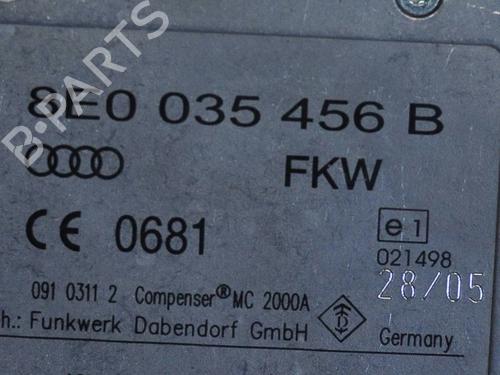 B-PARTS
8E0 035 456 B
FKW
CE 0681
e1
021498
28/05
091 0311 2 Compenser® MC 2000A
h.: Funkwerk Dabendorf GmbH
D
Germany